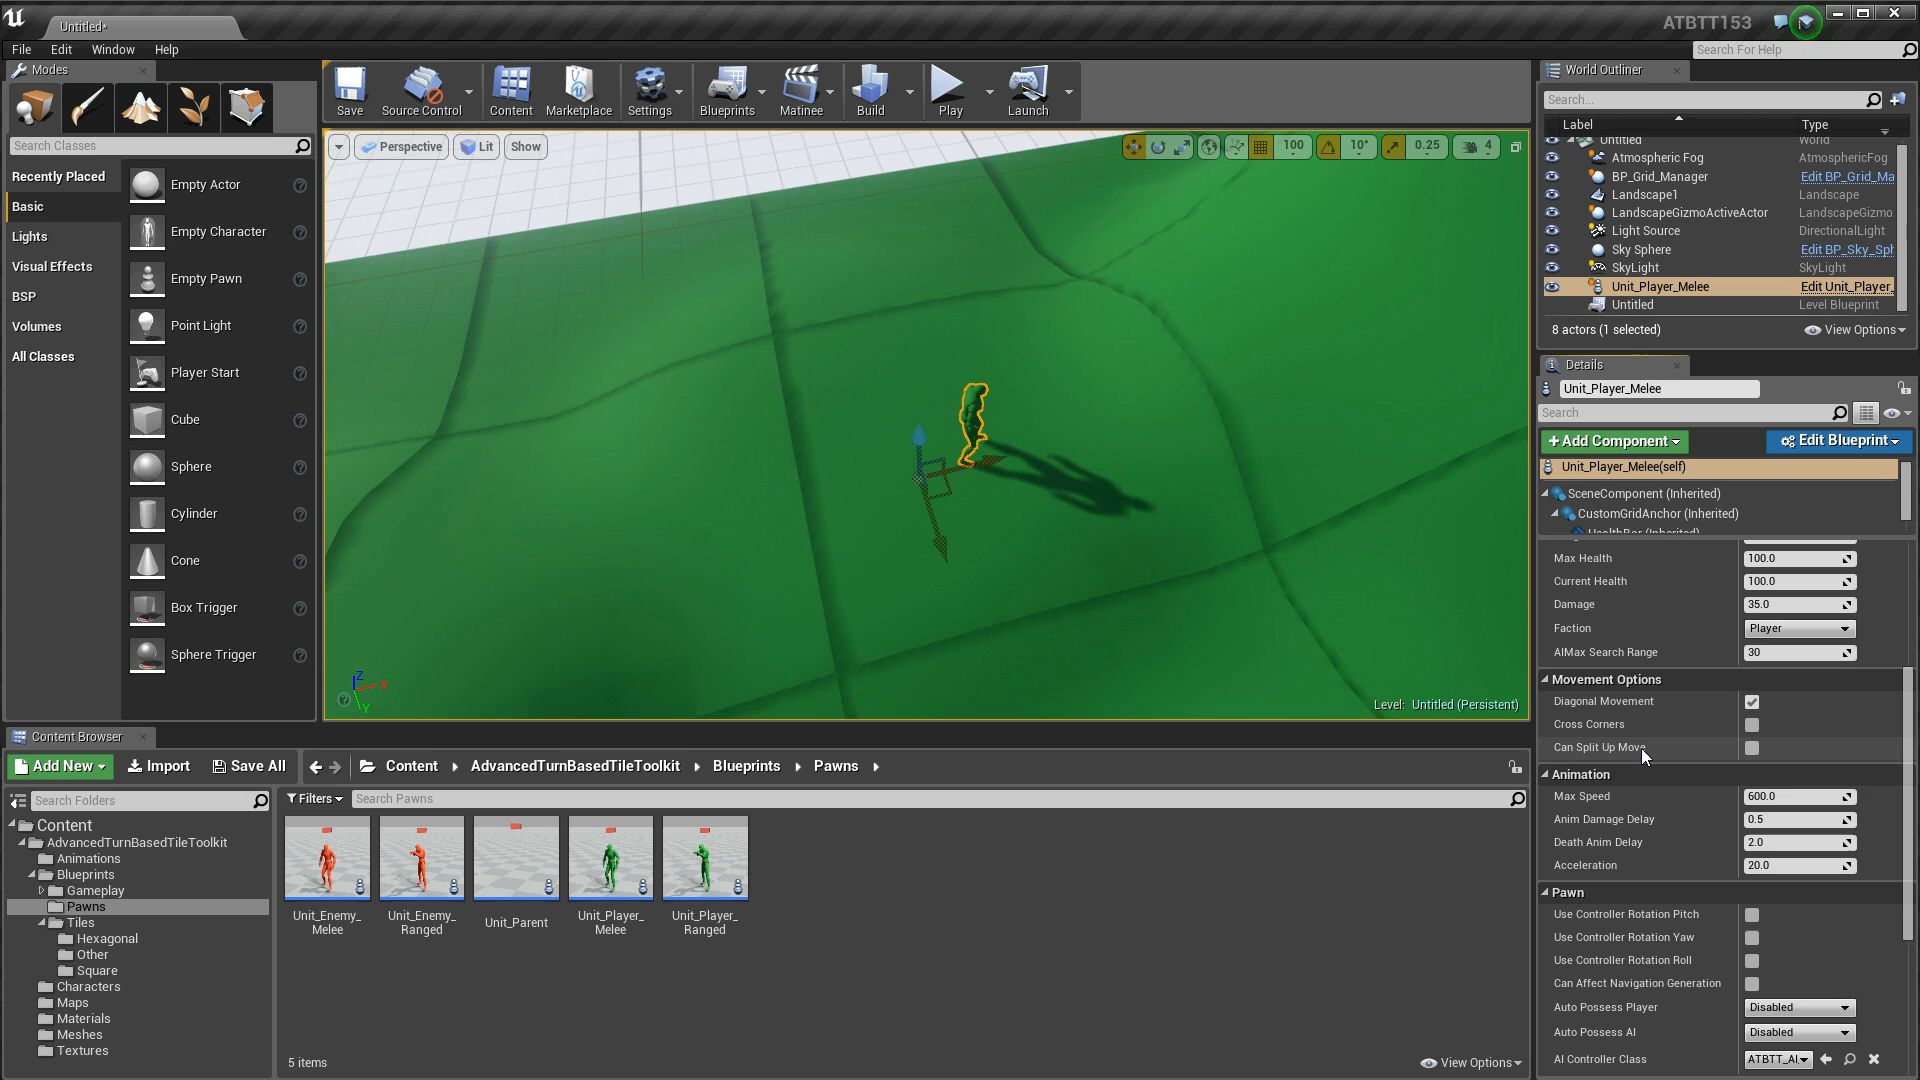 Untitled*
ATBTT153
File Edit Window Help
Search For Help
Modes
Search Classes
Recently Placed
Basic
Lights
Visual Effects
BSP
Volumes
All Classes
Empty Actor
Empty Character
Empty Pawn
Point Light
Player Start
Cube
Sphere
Cylinder
Cone
Box Trigger
Sphere Trigger
Save Source Control Content Marketplace Settings Blueprints Matinee Build Play Launch
Perspective Lit Show
100 10° 0.25 4
Z X Y
Level: Untitled (Persistent)
World Outliner
Search...
Label Type
Untitled World
Atmospheric Fog AtmosphericFog
BP_Grid_Manager Edit BP_Grid_Ma
Landscape1 Landscape
LandscapeGizmoActiveActor LandscapeGizmo.
Light Source DirectionalLight
Sky Sphere Edit BP_Sky_Sph
SkyLight SkyLight
Unit_Player_Melee Edit Unit_Player_
Untitled Level Blueprint
8 actors (1 selected) View Options
Details
Unit_Player_Melee
Search
+Add Component Edit Blueprint
Unit_Player_Melee(self)
SceneComponent (Inherited)
CustomGridAnchor (Inherited)
HealthBar (Inherited)
Max Health 100.0
Current Health 100.0
Damage 35.0
Faction Player
AIMax Search Range 30
Movement Options
Diagonal Movement
Cross Corners
Can Split Up Move
Animation
Max Speed 600.0
Anim Damage Delay 0.5
Death Anim Delay 2.0
Acceleration 20.0
Pawn
Use Controller Rotation Pitch
Use Controller Rotation Yaw
Use Controller Rotation Roll
Can Affect Navigation Generation
Auto Possess Player Disabled
Auto Possess AI Disabled
AI Controller Class ATBTT_AI
Content Browser
Add New Import Save All Content AdvancedTurnBasedTileToolkit Blueprints Pawns
Search Folders
Filters Search Pawns
Content
AdvancedTurnBasedTileToolkit
Animations
Blueprints
Gameplay
Pawns
Tiles
Hexagonal
Other
Square
Characters
Maps
Materials
Meshes
Textures
Unit_Enemy_
Melee
Unit_Enemy_
Ranged
Unit_Parent
Unit_Player_
Melee
Unit_Player_
Ranged
5 items View Options